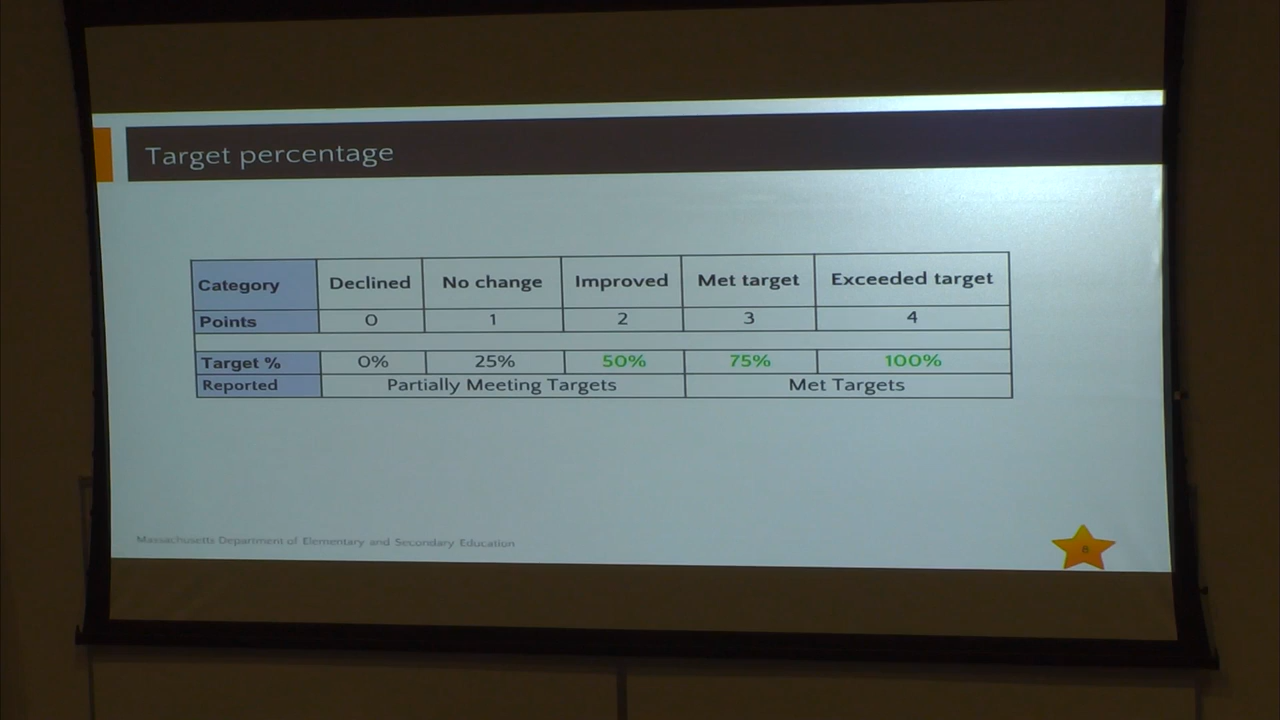 Target percentage
Category Declined No change Improved Met target Exceeded target
Points 0 1 2 3 4
Target % 0% 25% 50% 75% 100%
Reported Partially Meeting Targets Met Targets
Massachusetts Department of Elementary and Secondary Education
8